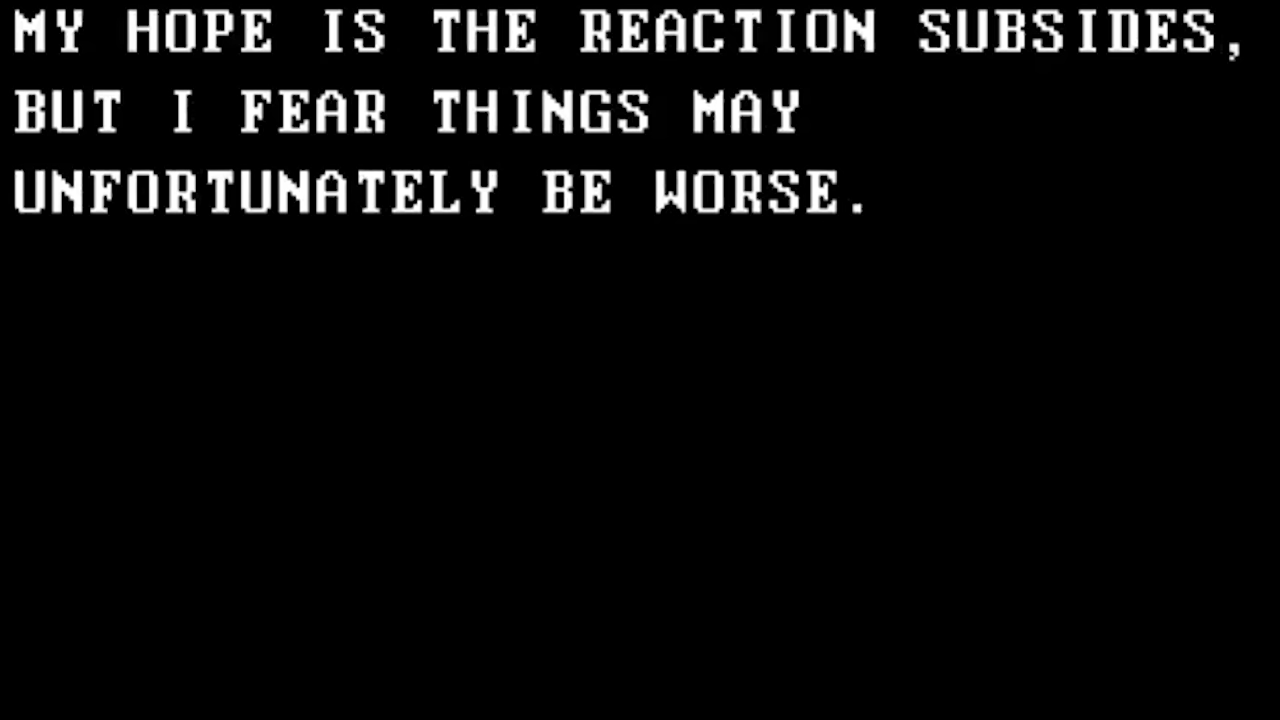 MY HOPE IS THE REACTION SUBSIDES,
BUT I FEAR THINGS MAY
UNFORTUNATELY BE WORSE.